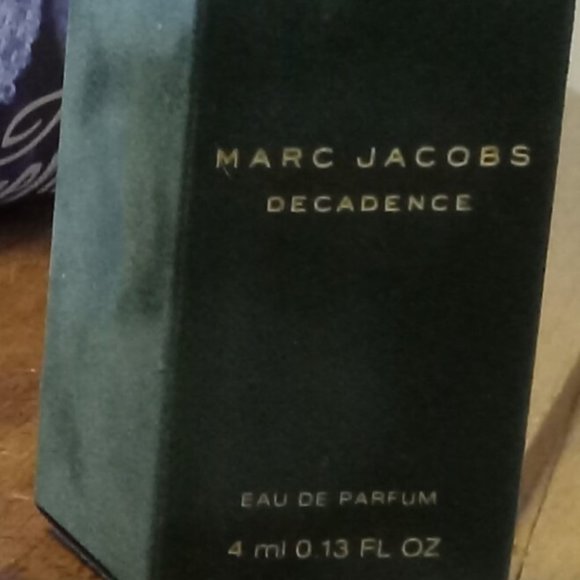 MARC JACOBS
DECADENCE
EAU DE PARFUM
4 ml 0.13 FL OZ